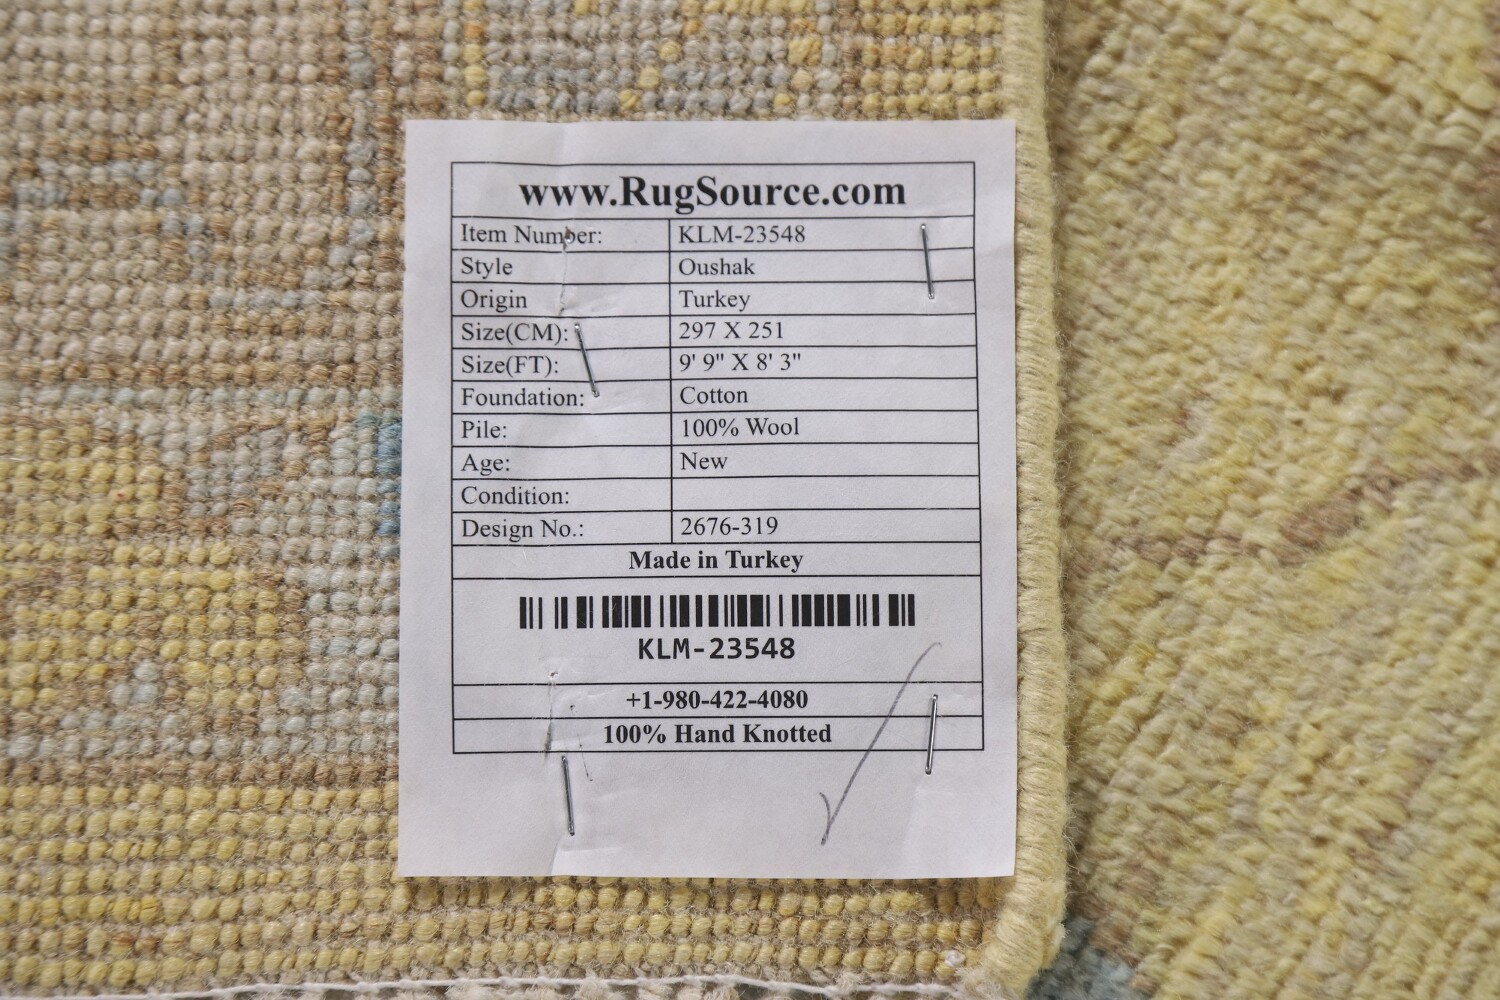 www.RugSource.com
Item Number: KLM-23548
Style Oushak
Origin Turkey
Size(CM): 297 X 251
Size(FT): 9' 9" X 8' 3"
Foundation: Cotton
Pile: 100% Wool
Age: New
Condition:
Design No.: 2676-319
Made in Turkey
KLM-23548
+1-980-422-4080
100% Hand Knotted